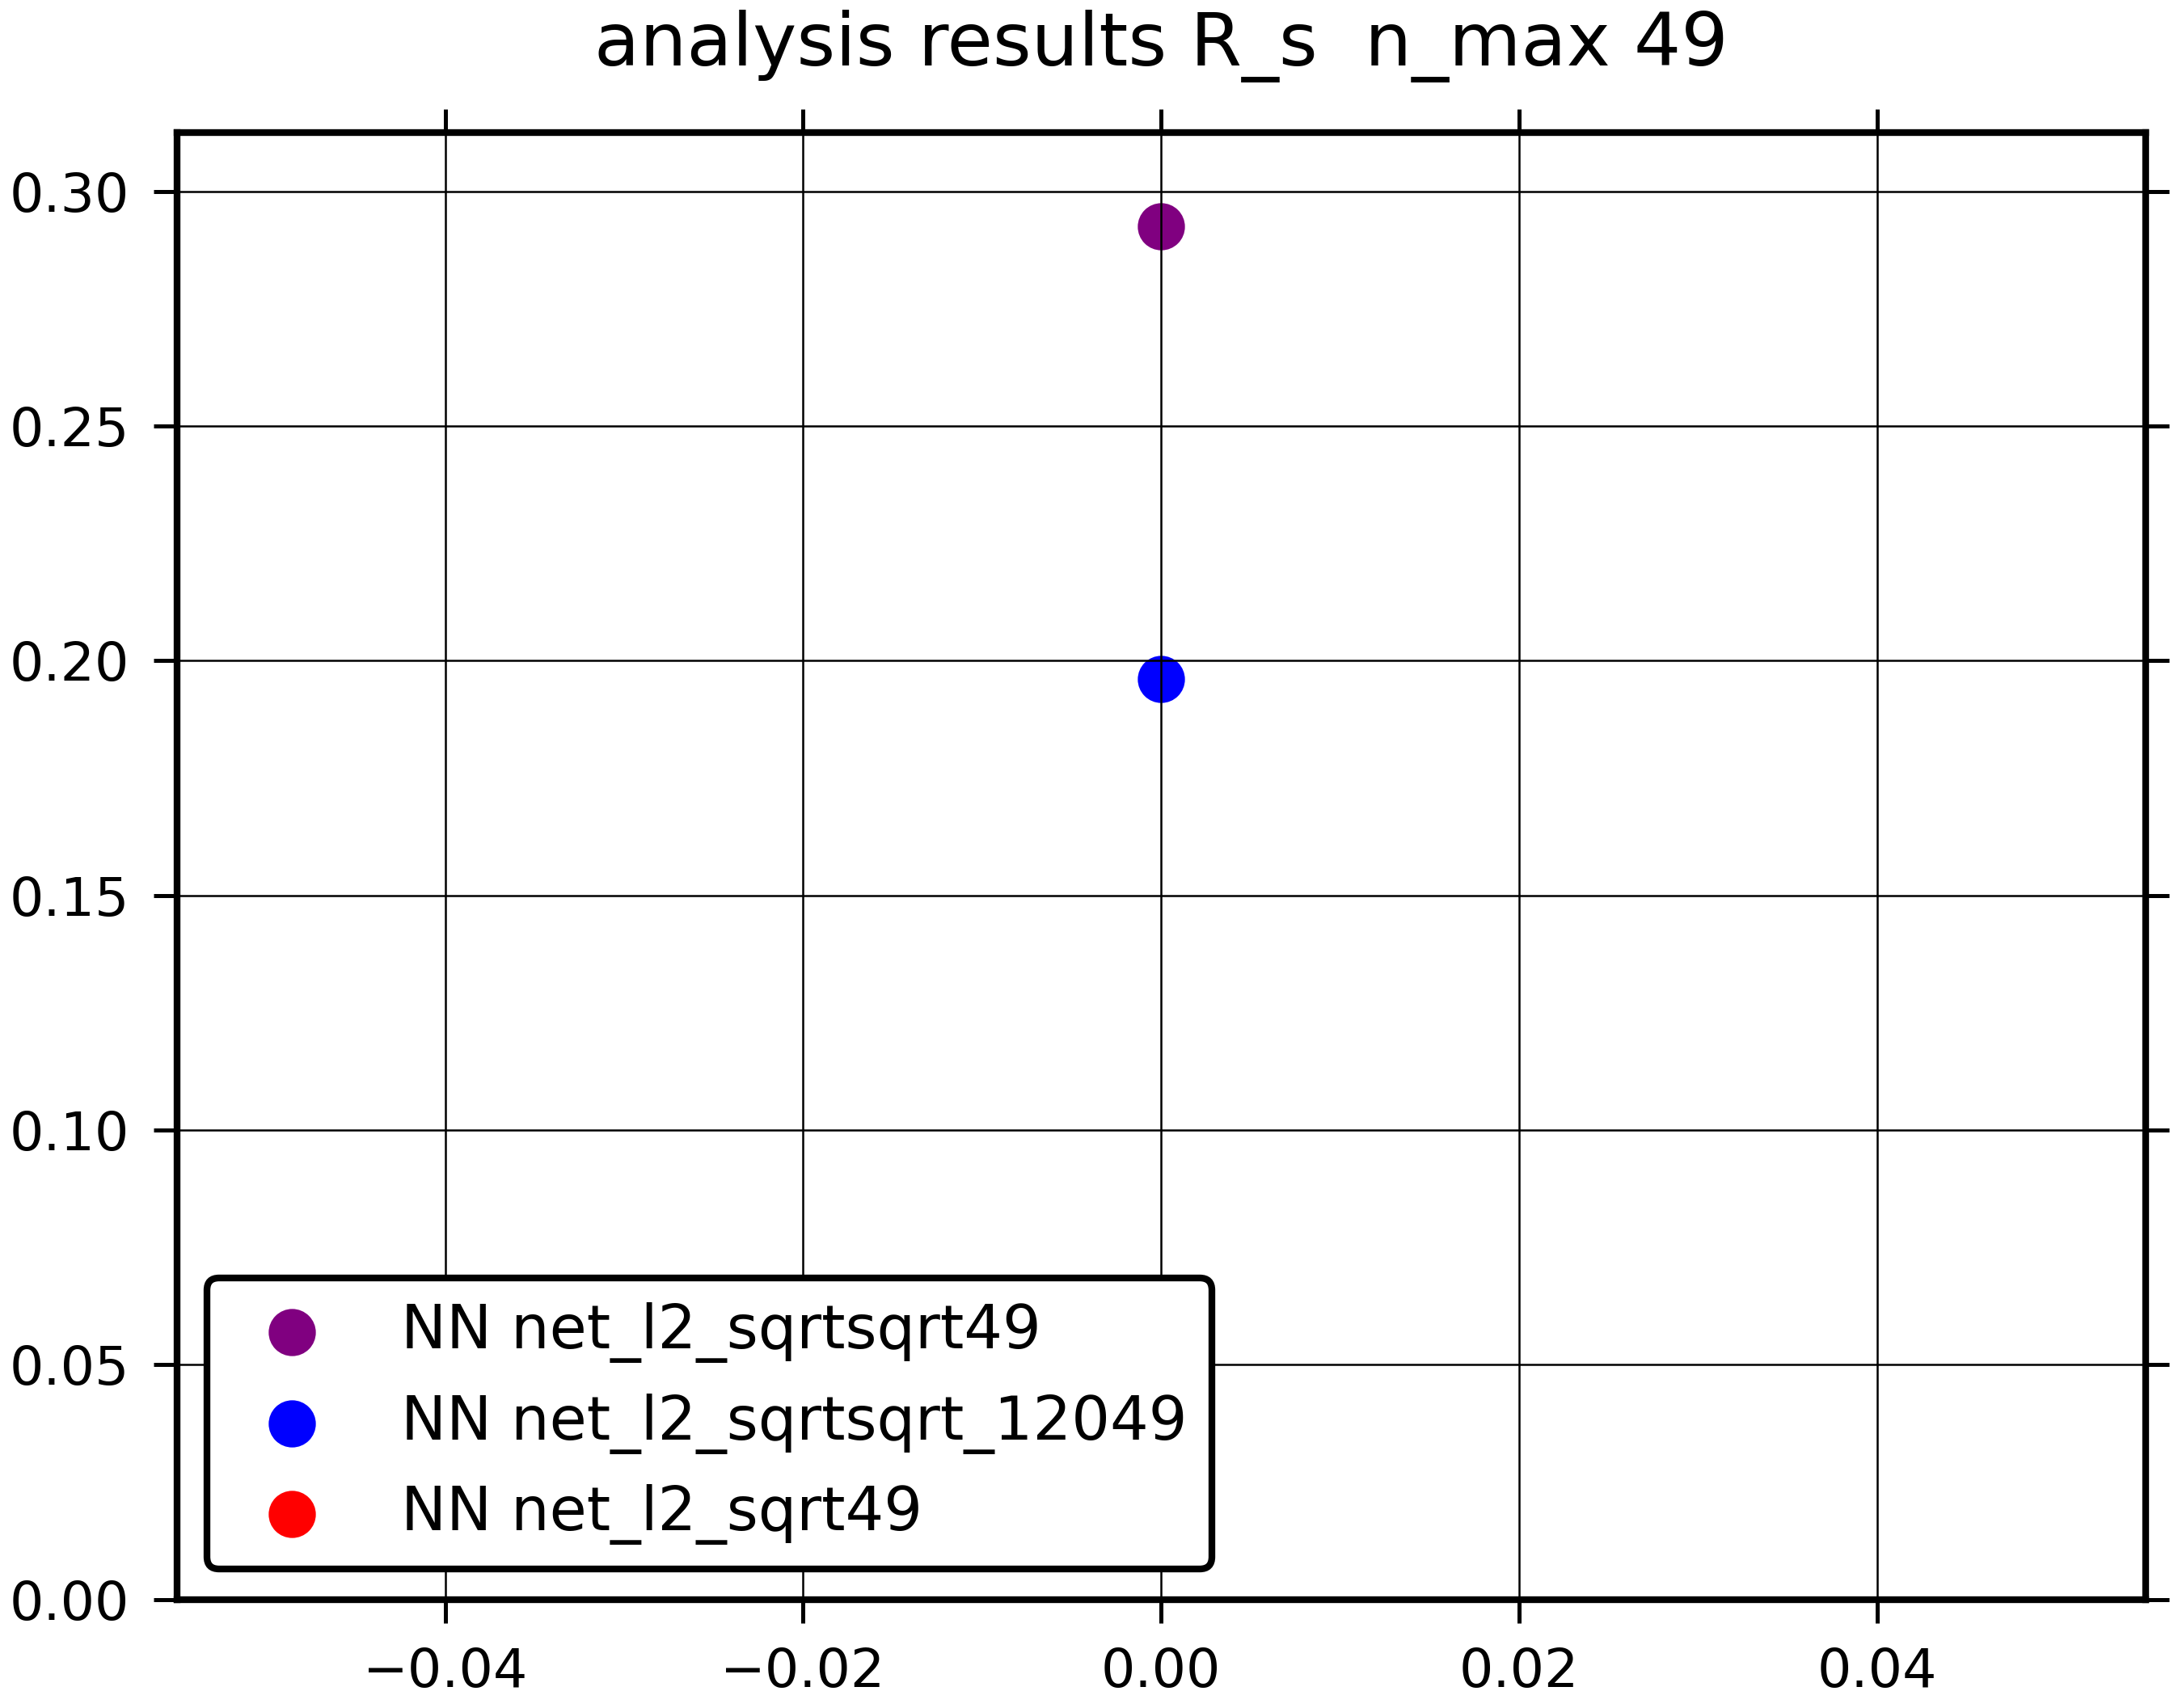 analysis results R_s  n_max 49
0.30
0.25
0.20
0.15
0.10
0.05
0.00
NN net_l2_sqrtsqrt49
NN net_l2_sqrtsqrt_12049
NN net_l2_sqrt49
−0.04 −0.02 0.00 0.02 0.04